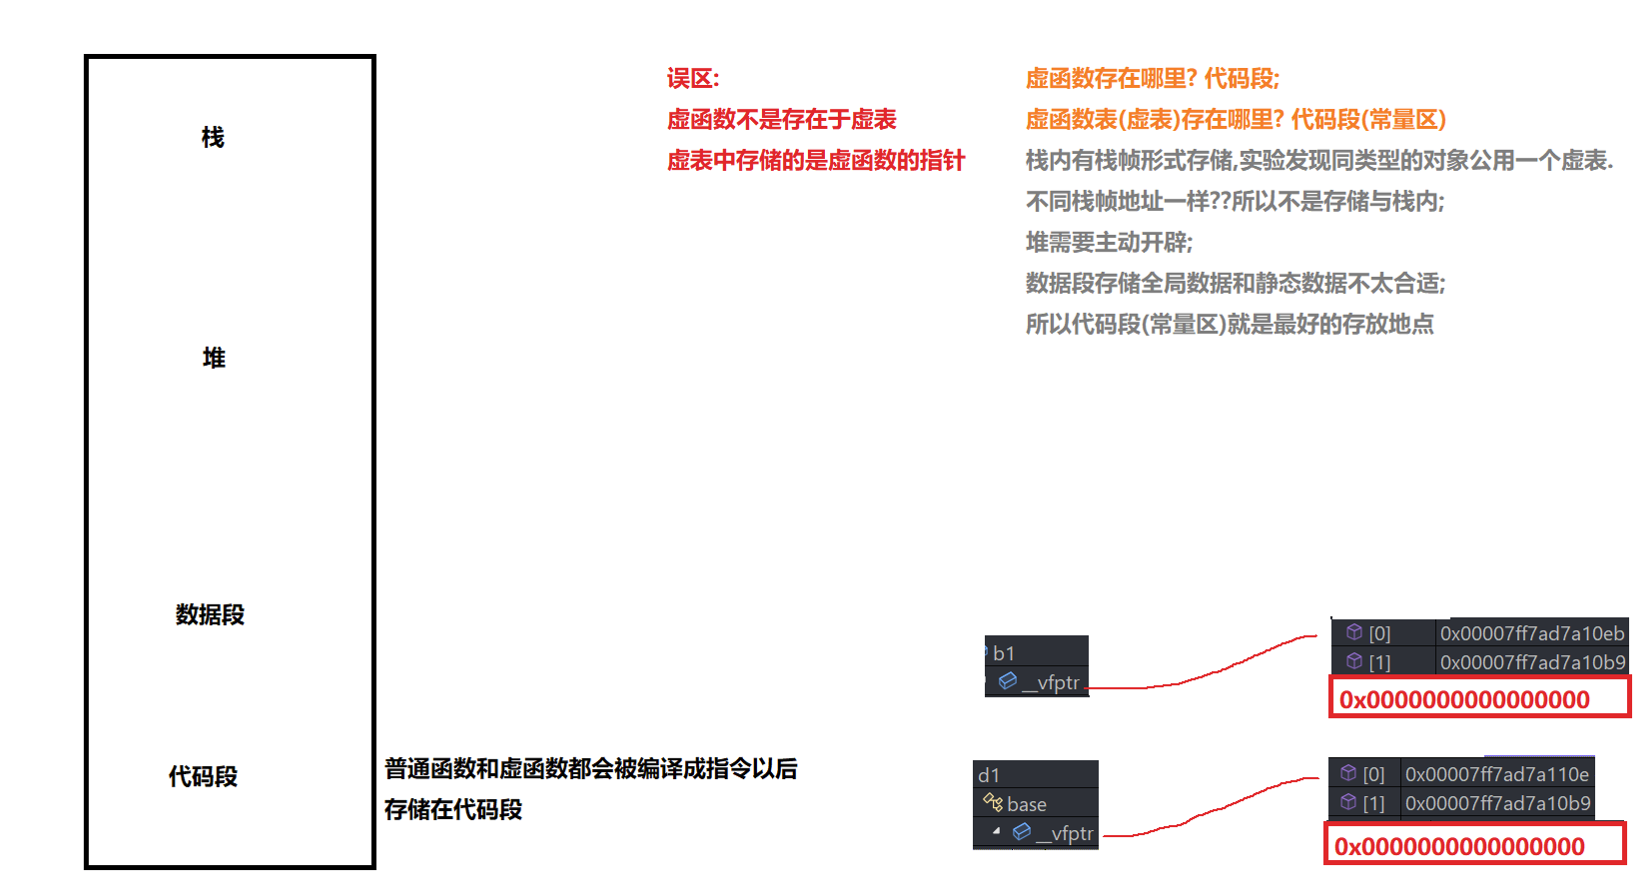 栈
堆
数据段
代码段
普通函数和虚函数都会被编译成指令以后
存储在代码段
误区:
虚函数不是存在于虚表
虚表中存储的是虚函数的指针
虚函数存在哪里? 代码段;
虚函数表(虚表)存在哪里? 代码段(常量区)
栈内有栈帧形式存储,实验发现同类型的对象公用一个虚表.
不同栈帧地址一样??所以不是存储与栈内;
堆需要主动开辟;
数据段存储全局数据和静态数据不太合适;
所以代码段(常量区)就是最好的存放地点
b1
__vfptr
[0] 0x00007ff7ad7a10eb
[1] 0x00007ff7ad7a10b9
0x0000000000000000
d1
base
__vfptr
[0] 0x00007ff7ad7a110e
[1] 0x00007ff7ad7a10b9
0x0000000000000000